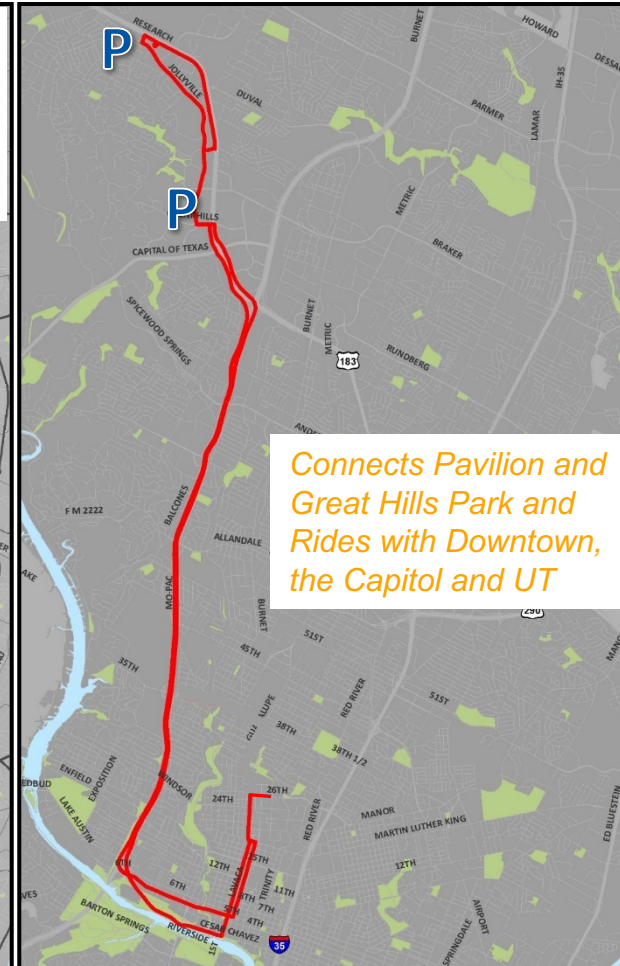 HOWARD
RESEARCH
BURNET
P
DESSAU
IH-35
JOLLYVILLE
DUVAL
PARMER
LAMAR
METRIC
P
HILLS
CAPITAL OF TEXAS
BRAKER
SPICEWOOD SPRINGS
BURNET
METRIC
RUNDBERG
183
Connects Pavilion and
Great Hills Park and
Rides with Downtown,
the Capitol and UT
F M 2222
BALCONES
ALLANDALE
MO-PAC
BURNET
290
51ST
45TH
35TH
RED RIVER
51ST
38TH
38TH 1/2
ENFIELD
EXPOSITION
WINDSOR
26TH
24TH
LAKE AUSTIN
RED RIVER
MANOR
MARTIN LUTHER KING
ED BLUESTEIN
15TH
12TH
12TH
6TH
LAVACA
TRINITY
11TH
7TH
5TH
4TH
BARTON SPRINGS
RIVERSIDE
CESAR CHAVEZ
1ST
35
AIRPORT
SPRINGDALE